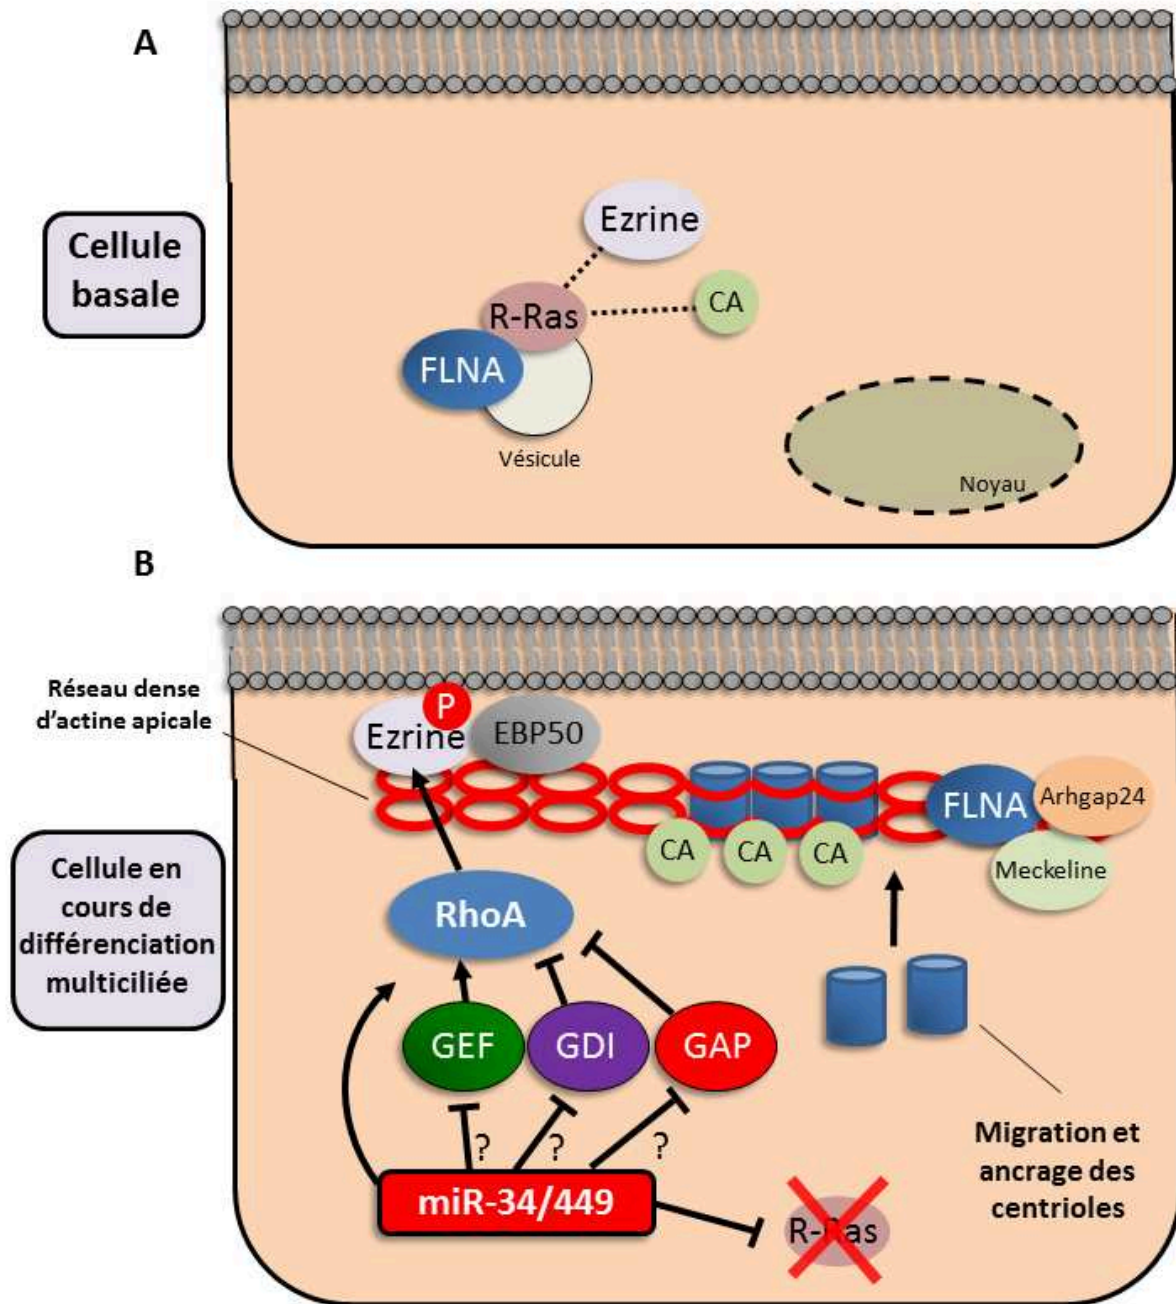 A
Cellule
basale
Ezrine
R-Ras
CA
FLNA
Vésicule
Noyau
B
Réseau dense
d'actine apicale
P
Ezrine
EBP50
FLNA
Arhgap24
CA
CA
CA
Meckeline
Cellule en
cours de
différenciation
multiciliée
RhoA
GEF
GDI
GAP
?
?
?
miR-34/449
R-Ras
Migration et
ancrage des
centrioles